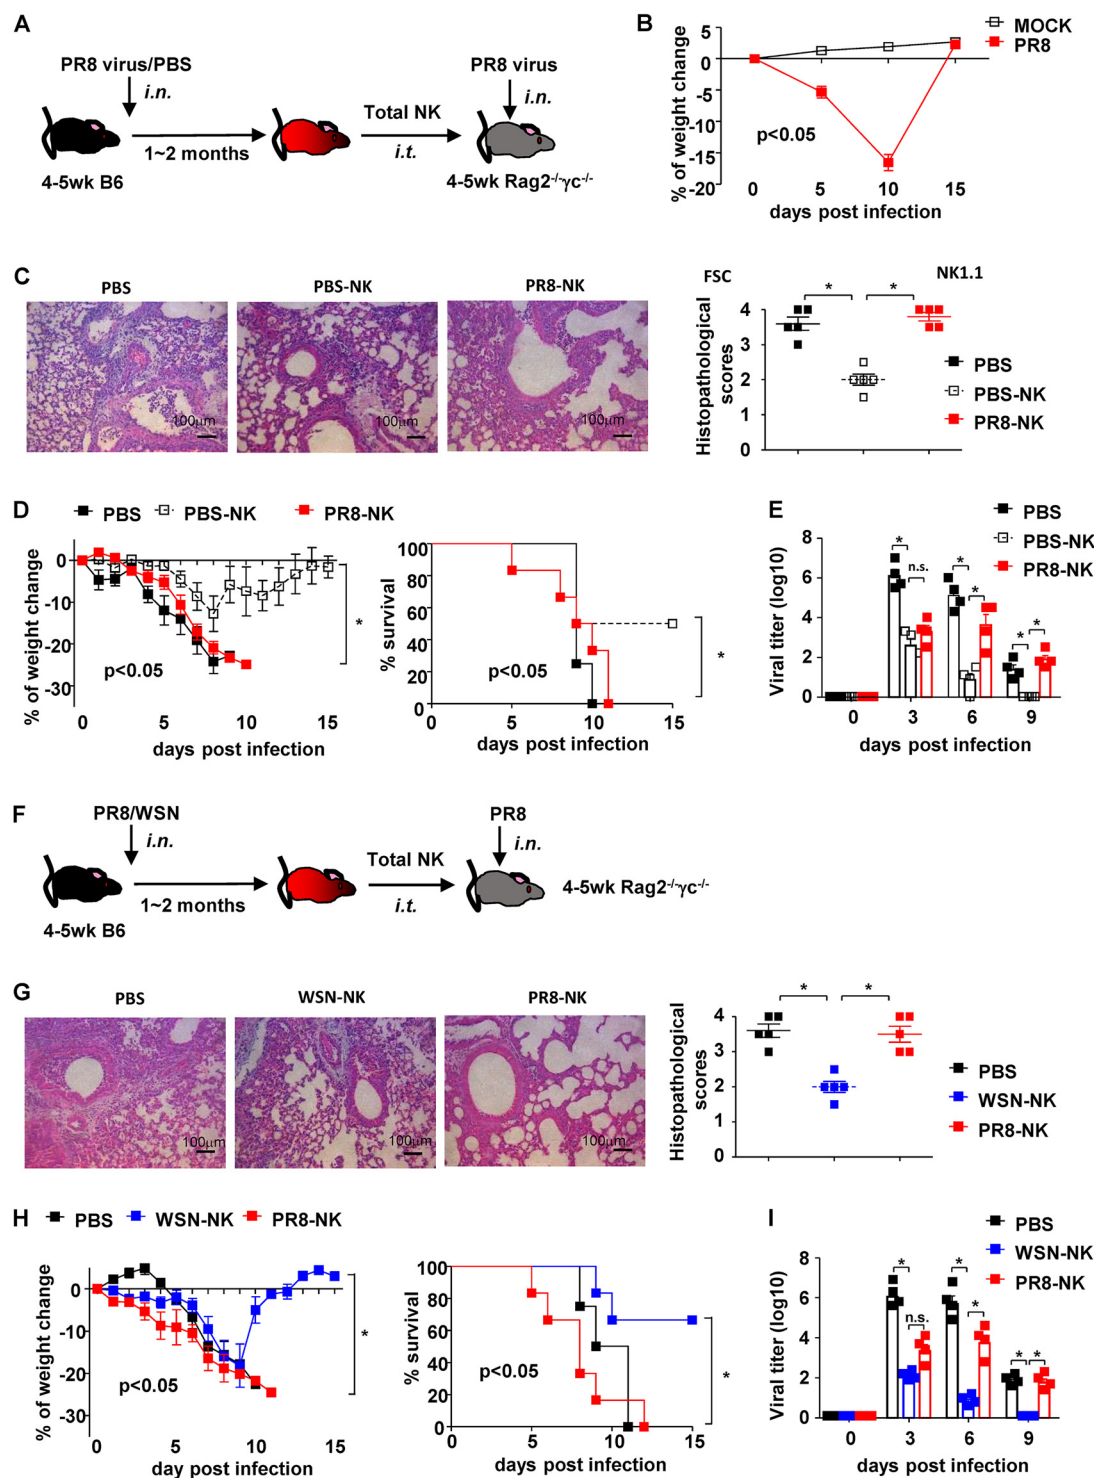 A
PR8 virus/PBS
i.n.
1~2 months
4-5wk B6
Total NK
i.t.
PR8 virus
i.n.
4-5wk Rag2-/-γc-/-
B
MOCK
PR8
% of weight change
5
0
-5
-10
-15
-20
p<0.05
0 5 10 15
days post infection
C
PBS
PBS-NK
PR8-NK
100μm
100μm
100μm
FSC
NK1.1
Histopathological scores
4
3
2
1
0
* *
PBS
PBS-NK
PR8-NK
D
PBS PBS-NK PR8-NK
% of weight change
0
-10
-20
-30
p<0.05
*
0 5 10 15
days post infection
% survival
100
80
60
40
20
0
p<0.05
*
0 5 10 15
days post infection
E
PBS
PBS-NK
PR8-NK
Viral titer (log10)
8
6
4
2
0
* n.s. * * * *
0 3 6 9
days post infection
F
PR8/WSN
i.n.
1~2 months
4-5wk B6
Total NK
i.t.
PR8
i.n.
4-5wk Rag2-/-γc-/-
G
PBS
WSN-NK
PR8-NK
100μm
100μm
100μm
Histopathological scores
4
3
2
1
0
* *
PBS
WSN-NK
PR8-NK
H
PBS WSN-NK PR8-NK
% of weight change
0
-10
-20
-30
p<0.05
*
0 5 10 15
day post infection
% survival
100
80
60
40
20
0
p<0.05
*
0 5 10 15
days post infection
I
PBS
WSN-NK
PR8-NK
Viral titer (log10)
8
6
4
2
0
* n.s. * * * *
0 3 6 9
days post infection